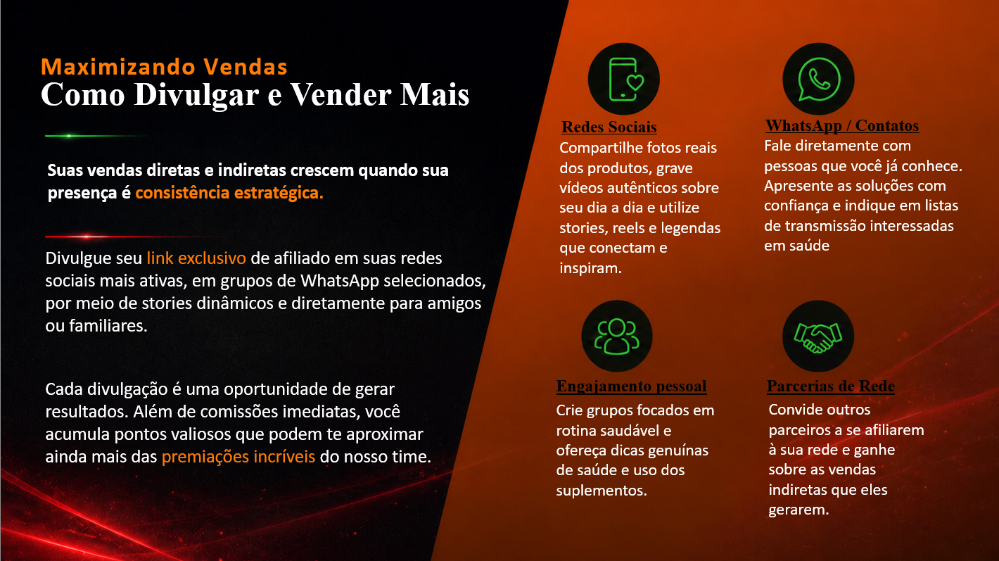 Maximizando Vendas
Como Divulgar e Vender Mais
Suas vendas diretas e indiretas crescem quando sua
presença é consistência estratégica.
Divulgue seu link exclusivo de afiliado em suas redes
sociais mais ativas, em grupos de WhatsApp selecionados,
por meio de stories dinâmicos e diretamente para amigos
ou familiares.
Cada divulgação é uma oportunidade de gerar
resultados. Além de comissões imediatas, você
acumula pontos valiosos que podem te aproximar
ainda mais das premiações incríveis do nosso time.
Redes Sociais
Compartilhe fotos reais
dos produtos, grave
vídeos autênticos sobre
seu dia a dia e utilize
stories, reels e legendas
que conectam e
inspiram.
WhatsApp / Contatos
Fale diretamente com
pessoas que você já conhece.
Apresente as soluções com
confiança e indique em listas
de transmissão interessadas
em saúde
Engajamento pessoal
Crie grupos focados em
rotina saudável e
ofereça dicas genuínas
de saúde e uso dos
suplementos.
Parcerias de Rede
Convide outros
parceiros a se afiliarem
à sua rede e ganhe
sobre as vendas
indiretas que eles
gerarem.